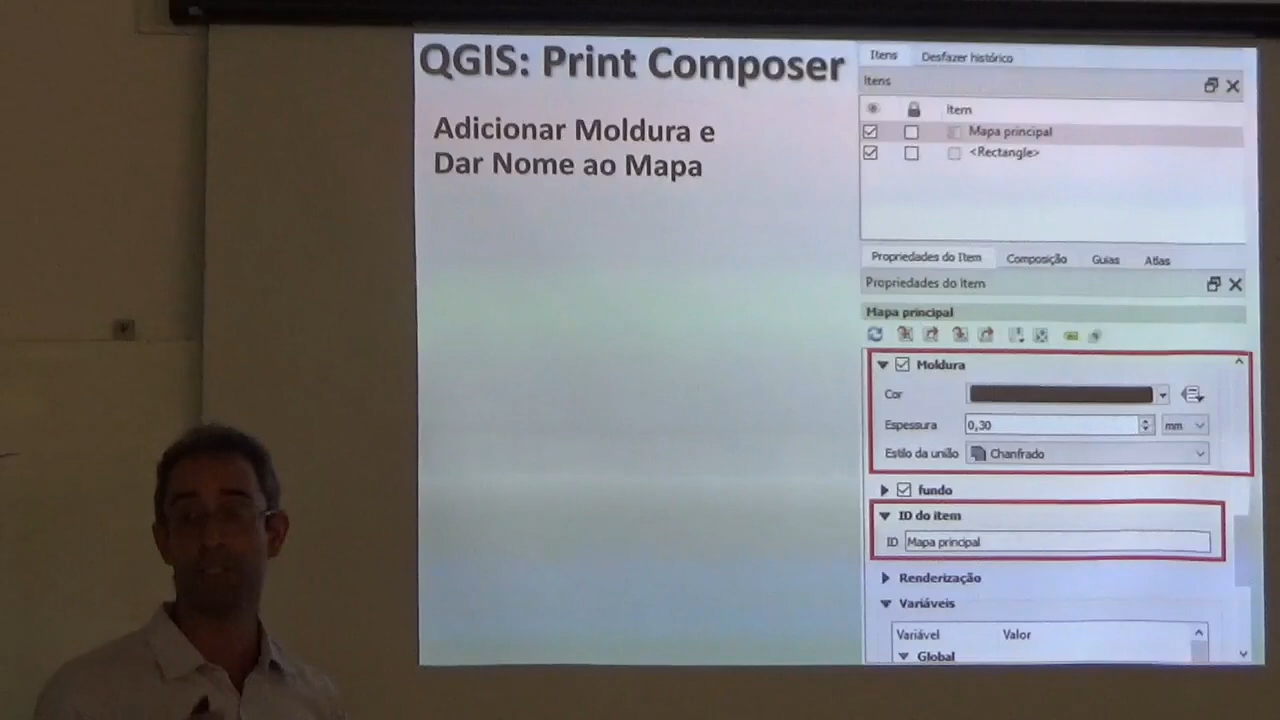 QGIS: Print Composer
Adicionar Moldura e
Dar Nome ao Mapa
Itens Desfazer histórico
Itens
Item
Mapa principal
<Rectangle>
Propriedades do Item Composição Guias Atlas
Propriedades do Item
Mapa principal
Moldura
Cor
Espessura 0,30 mm
Estilo da união Chanfrado
fundo
ID do item
ID Mapa principal
Renderização
Variáveis
Variável Valor
Global